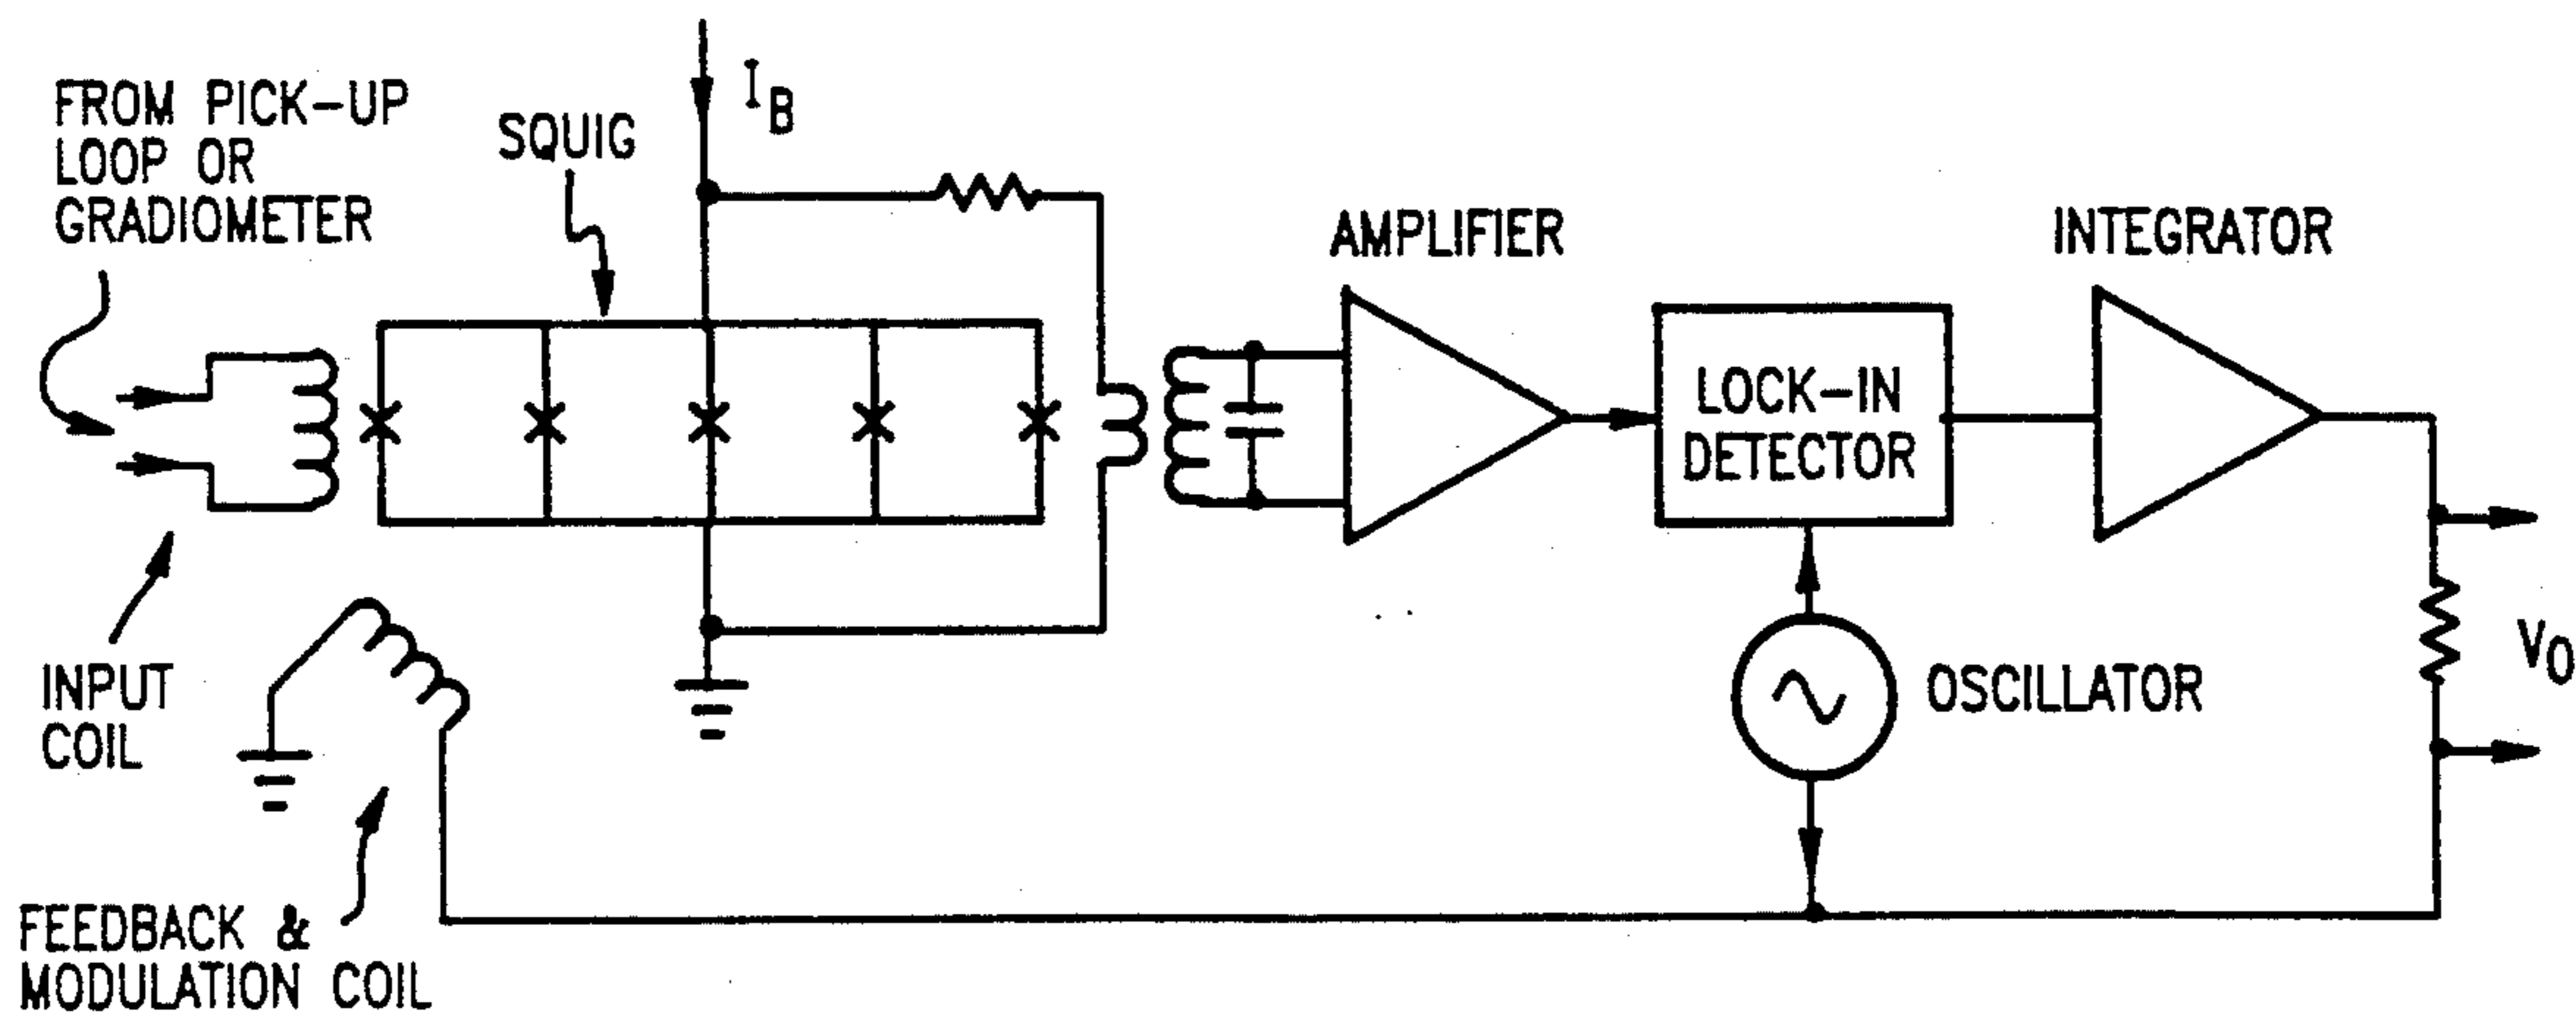 FROM PICK-UP
LOOP OR
GRADIOMETER
SQUIG
I_B
AMPLIFIER
INTEGRATOR
LOCK-IN
DETECTOR
INPUT
COIL
OSCILLATOR
V_O
FEEDBACK &
MODULATION COIL